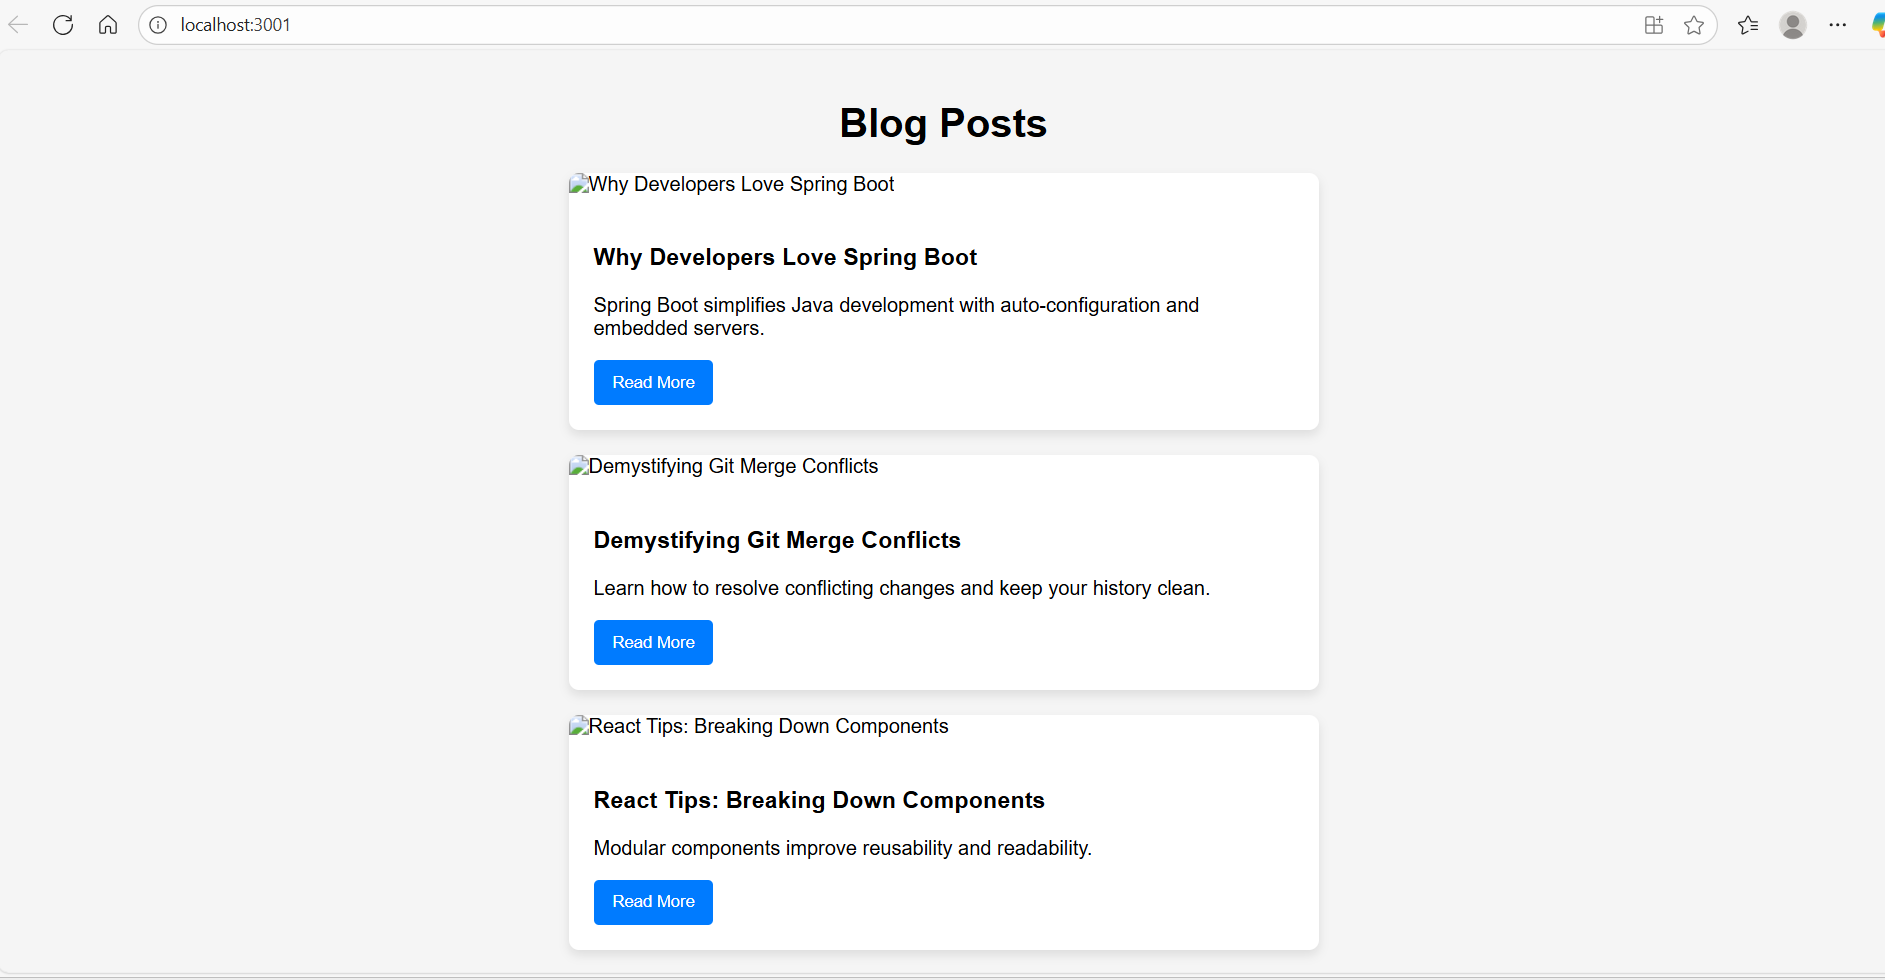 localhost:3001
Blog Posts
Why Developers Love Spring Boot
Why Developers Love Spring Boot
Spring Boot simplifies Java development with auto-configuration and
embedded servers.
Read More
Demystifying Git Merge Conflicts
Demystifying Git Merge Conflicts
Learn how to resolve conflicting changes and keep your history clean.
Read More
React Tips: Breaking Down Components
React Tips: Breaking Down Components
Modular components improve reusability and readability.
Read More